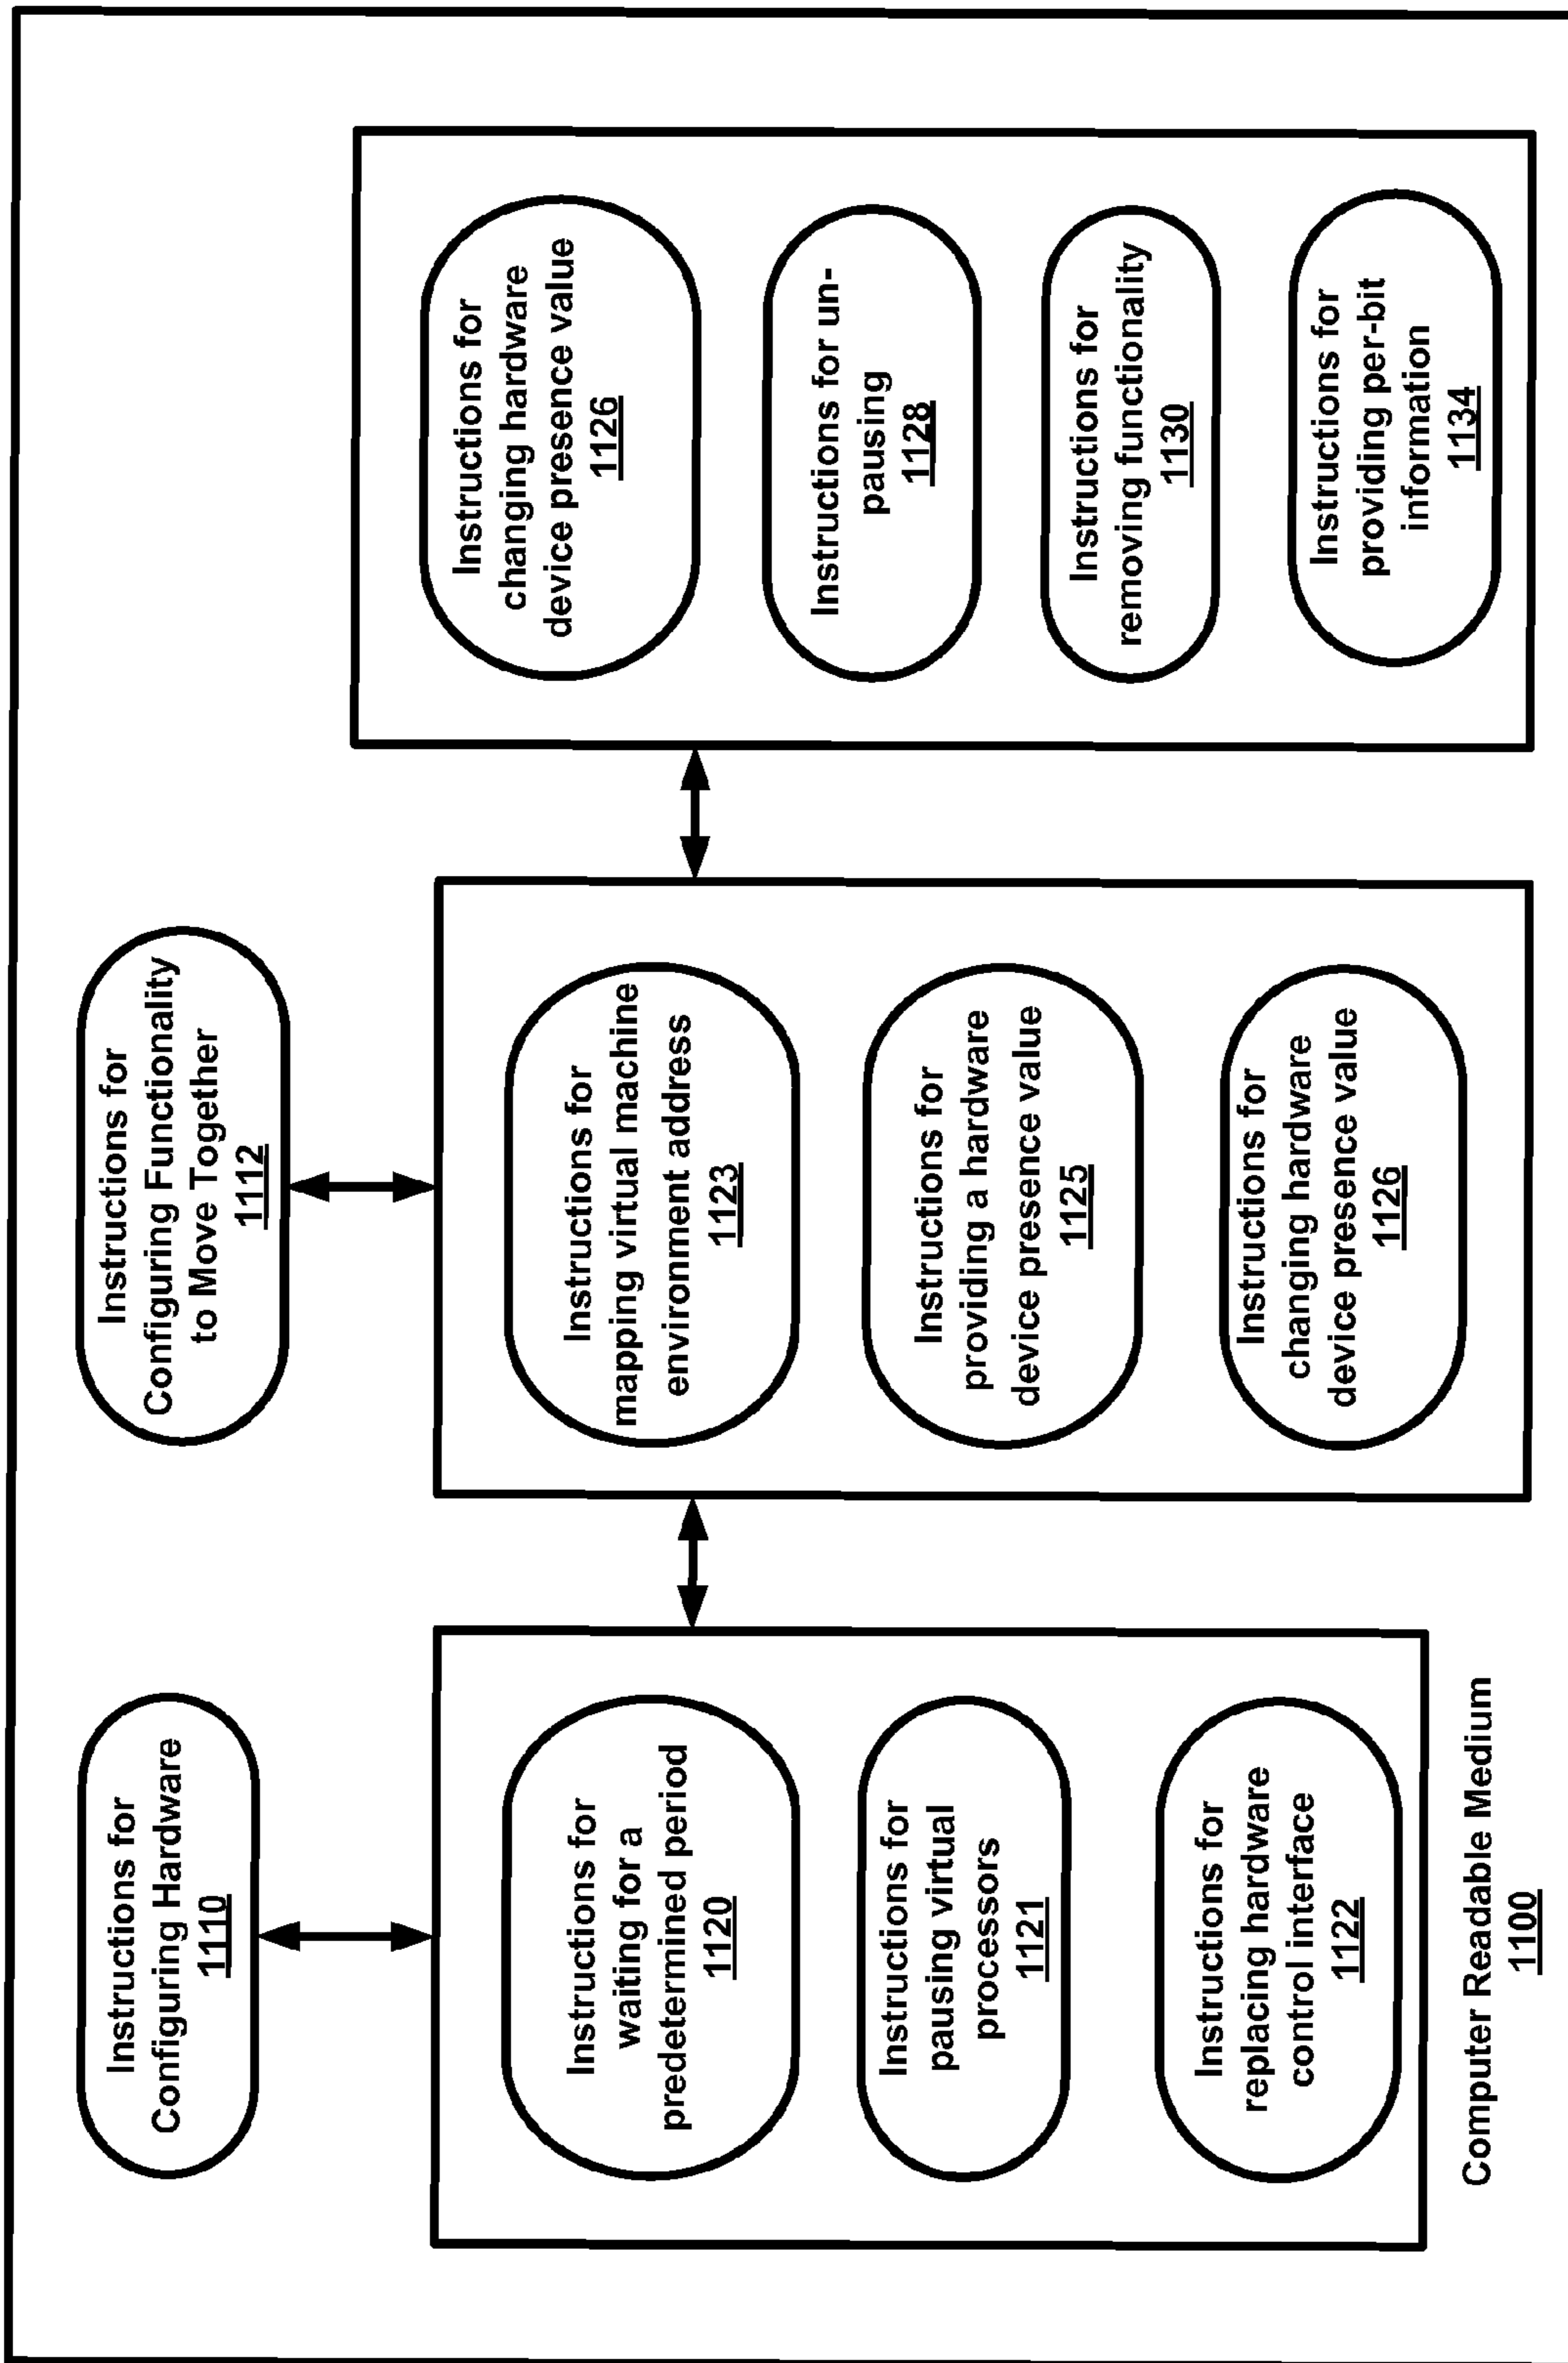 Instructions for
Configuring Hardware
1110
Instructions for
Configuring Functionality
to Move Together
1112
Instructions for
waiting for a
predetermined period
1120
Instructions for
pausing virtual
processors
1121
Instructions for
replacing hardware
control interface
1122
Instructions for
mapping virtual machine
environment address
1123
Instructions for
providing a hardware
device presence value
1125
Instructions for
changing hardware
device presence value
1126
Instructions for
changing hardware
device presence value
1126
Instructions for un-
pausing
1128
Instructions for
removing functionality
1130
Instructions for
providing per-bit
information
1134
Computer Readable Medium
1100